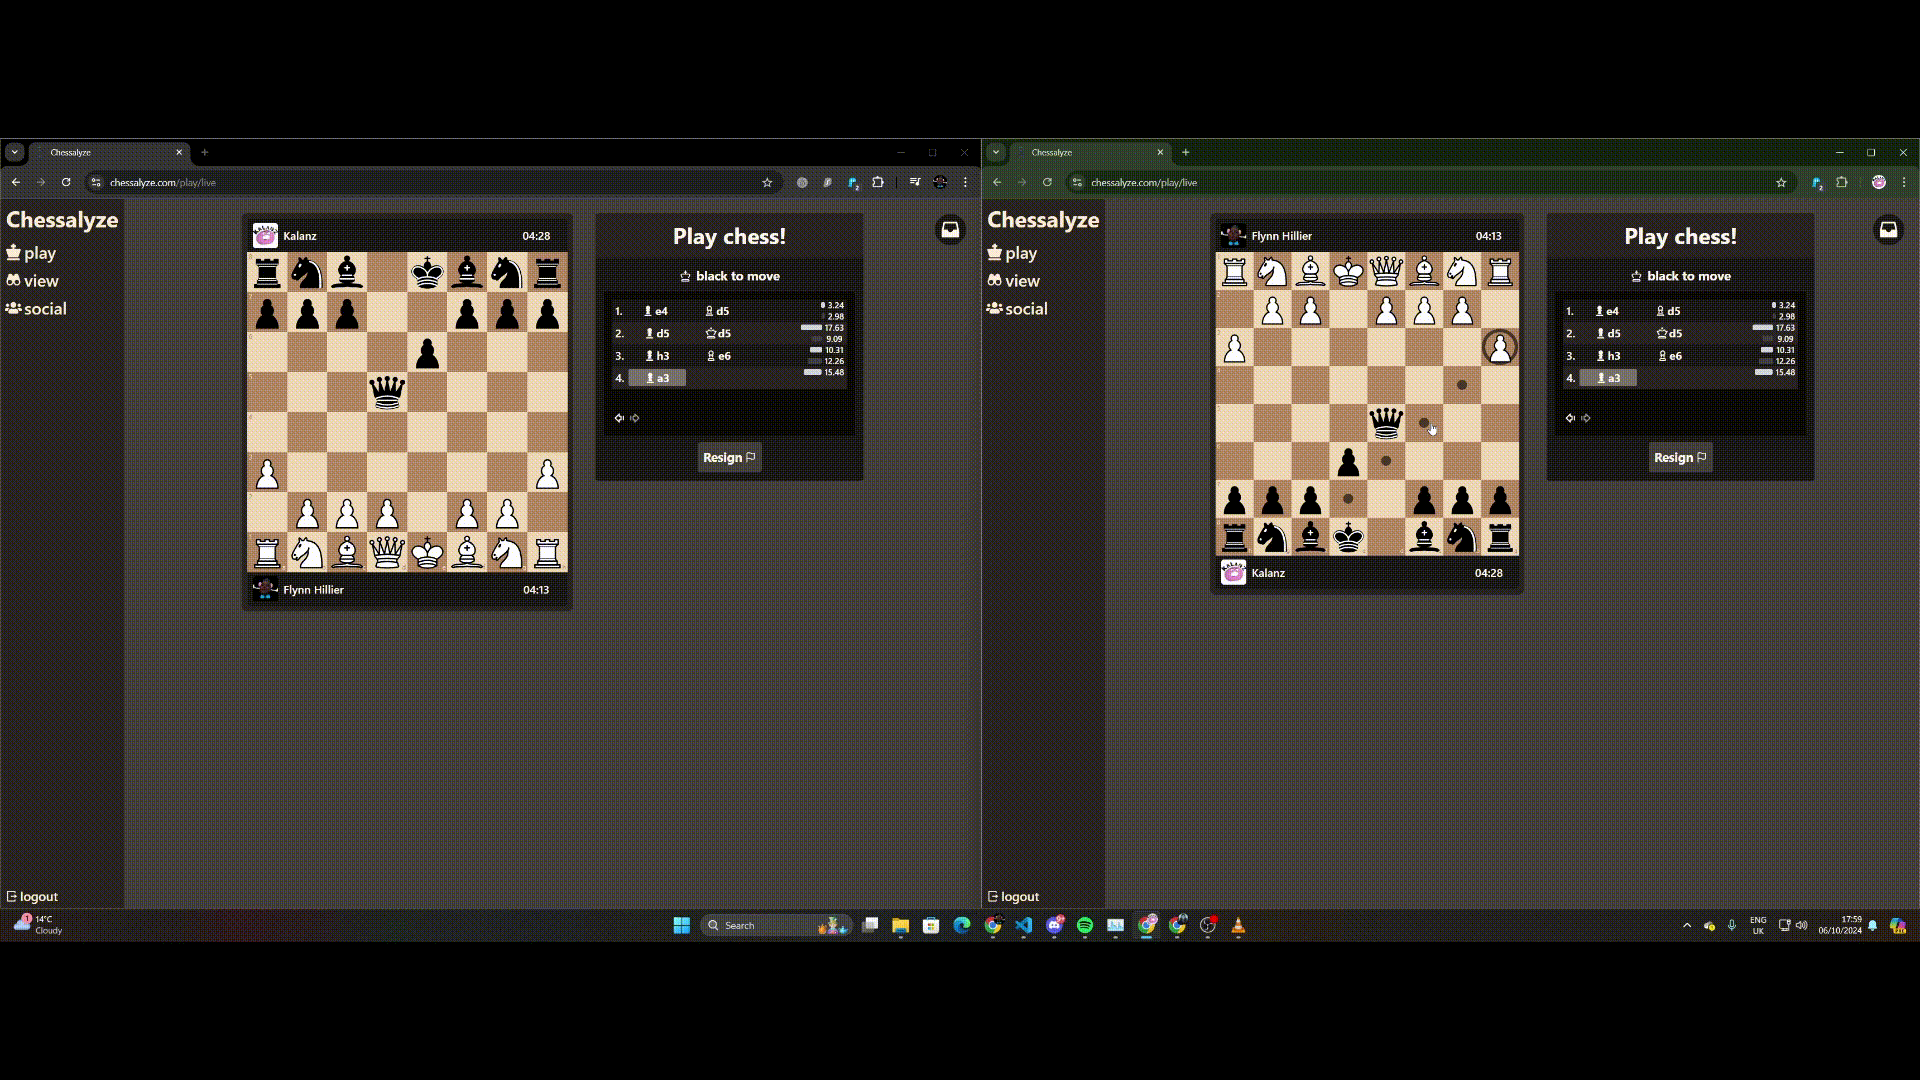 Chessalyze
chessalyze.com/play/live
Chessalyze
play
view
social
logout
Kalanz
04:28
Flynn Hillier
04:13
Play chess!
black to move
1. e4 d5 3.24
2.98
2. d5 d5 17.63
9.09
3. h3 e6 10.31
12.26
4. a3 15.48
Resign
Chessalyze
chessalyze.com/play/live
Chessalyze
play
view
social
logout
Flynn Hillier
04:13
Kalanz
04:28
Play chess!
black to move
1. e4 d5 3.24
2.98
2. d5 d5 17.63
9.09
3. h3 e6 10.31
12.26
4. a3 15.48
Resign
14°C
Cloudy
Search
ENG
UK
17:59
06/10/2024